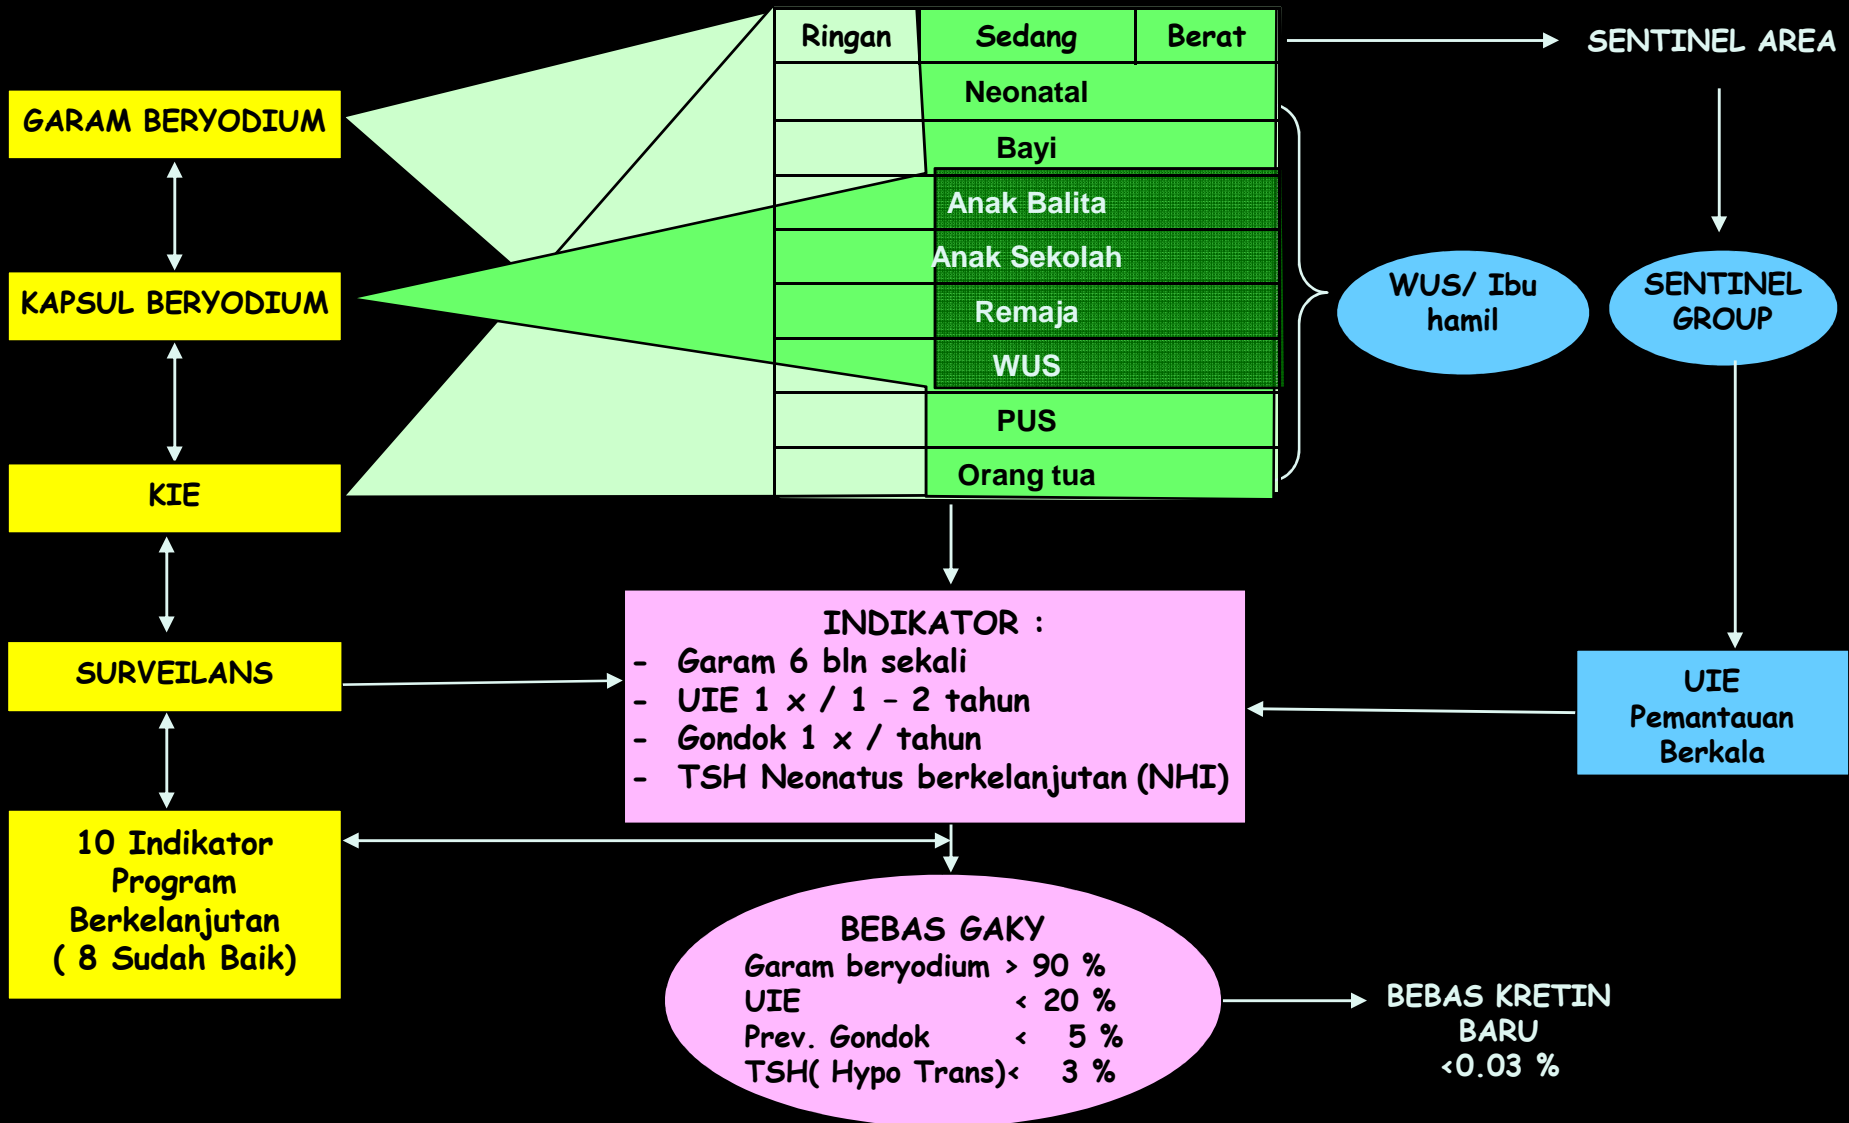 Ringan Sedang Berat
SENTINEL AREA
Neonatal
GARAM BERYODIUM
Bayi
Anak Balita
Anak Sekolah
KAPSUL BERYODIUM
Remaja
WUS/ Ibu
hamil
SENTINEL
GROUP
WUS
PUS
Orang tua
KIE
INDIKATOR :
- Garam 6 bln sekali
- UIE 1 x / 1 – 2 tahun
- Gondok 1 x / tahun
- TSH Neonatus berkelanjutan (NHI)
SURVEILANS
UIE
Pemantauan
Berkala
10 Indikator
Program
Berkelanjutan
( 8 Sudah Baik)
BEBAS GAKY
Garam beryodium > 90 %
UIE < 20 %
Prev. Gondok < 5 %
TSH( Hypo Trans)< 3 %
BEBAS KRETIN
BARU
<0.03 %